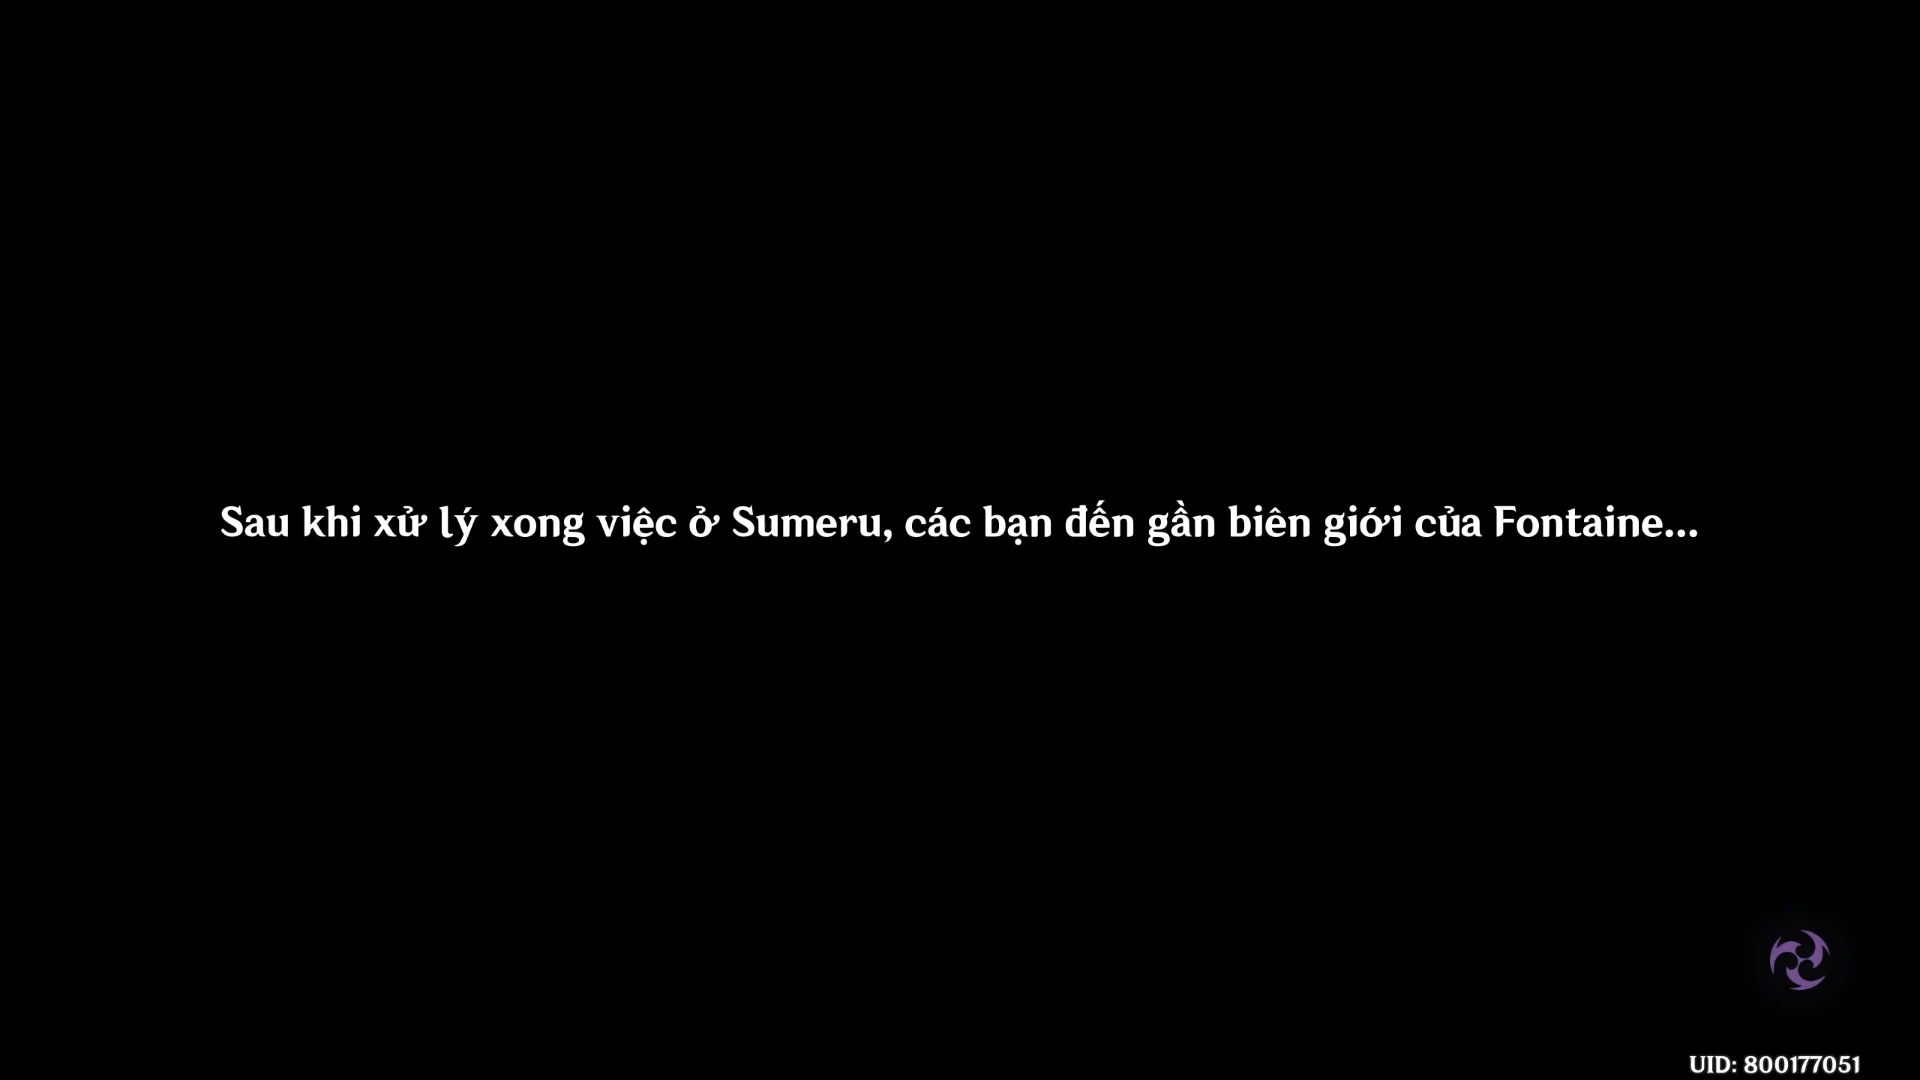 Sau khi xử lý xong việc ở Sumeru, các bạn đến gần biên giới của Fontaine...
UID: 800177051